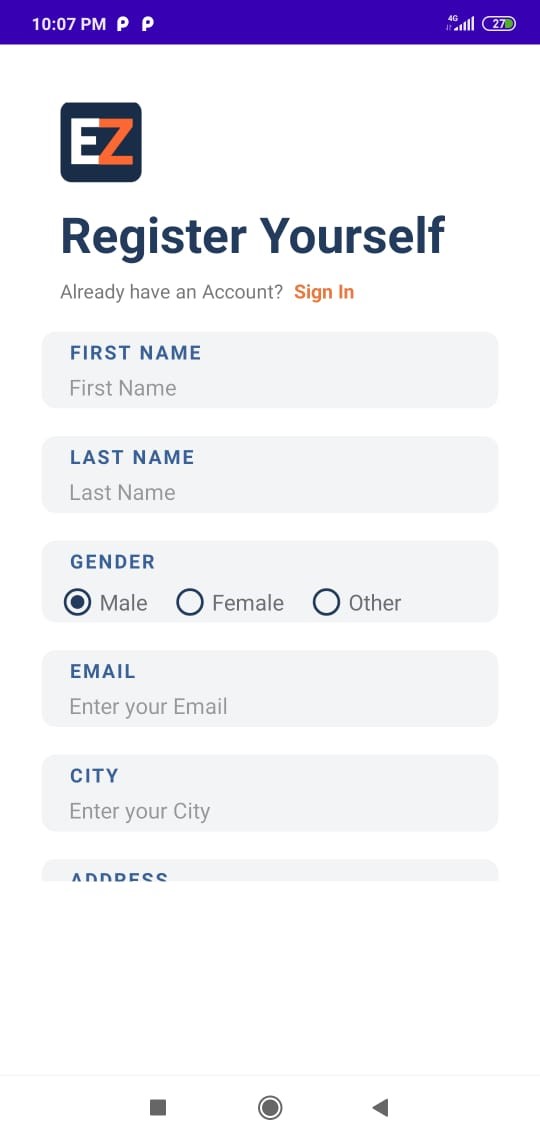 10:07 PM
4G
27
EZ
Register Yourself
Already have an Account? Sign In
FIRST NAME
First Name
LAST NAME
Last Name
GENDER
Male Female Other
EMAIL
Enter your Email
CITY
Enter your City
ADDRESS